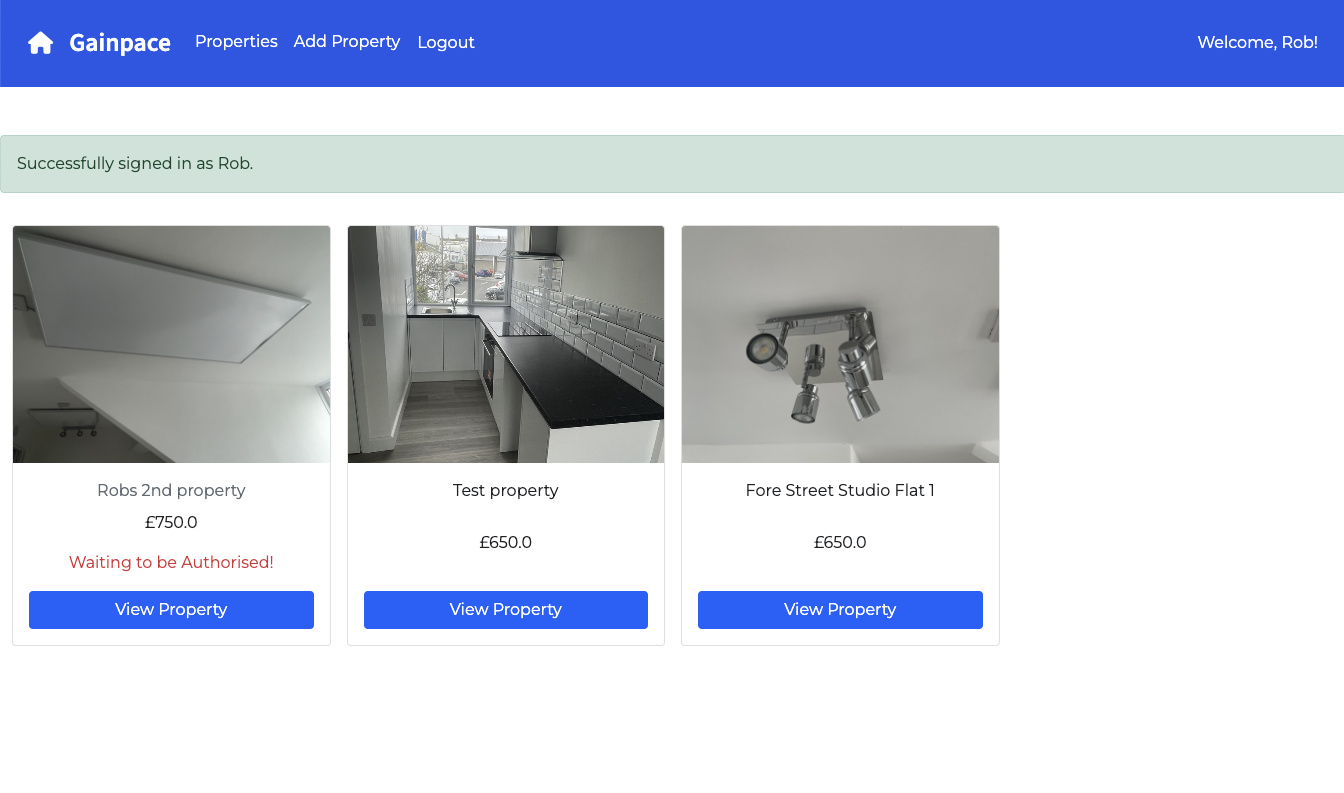 Gainpace
Properties
Add Property
Logout
Welcome, Rob!
Successfully signed in as Rob.
Robs 2nd property
£750.0
Waiting to be Authorised!
View Property
Test property
£650.0
View Property
Fore Street Studio Flat 1
£650.0
View Property